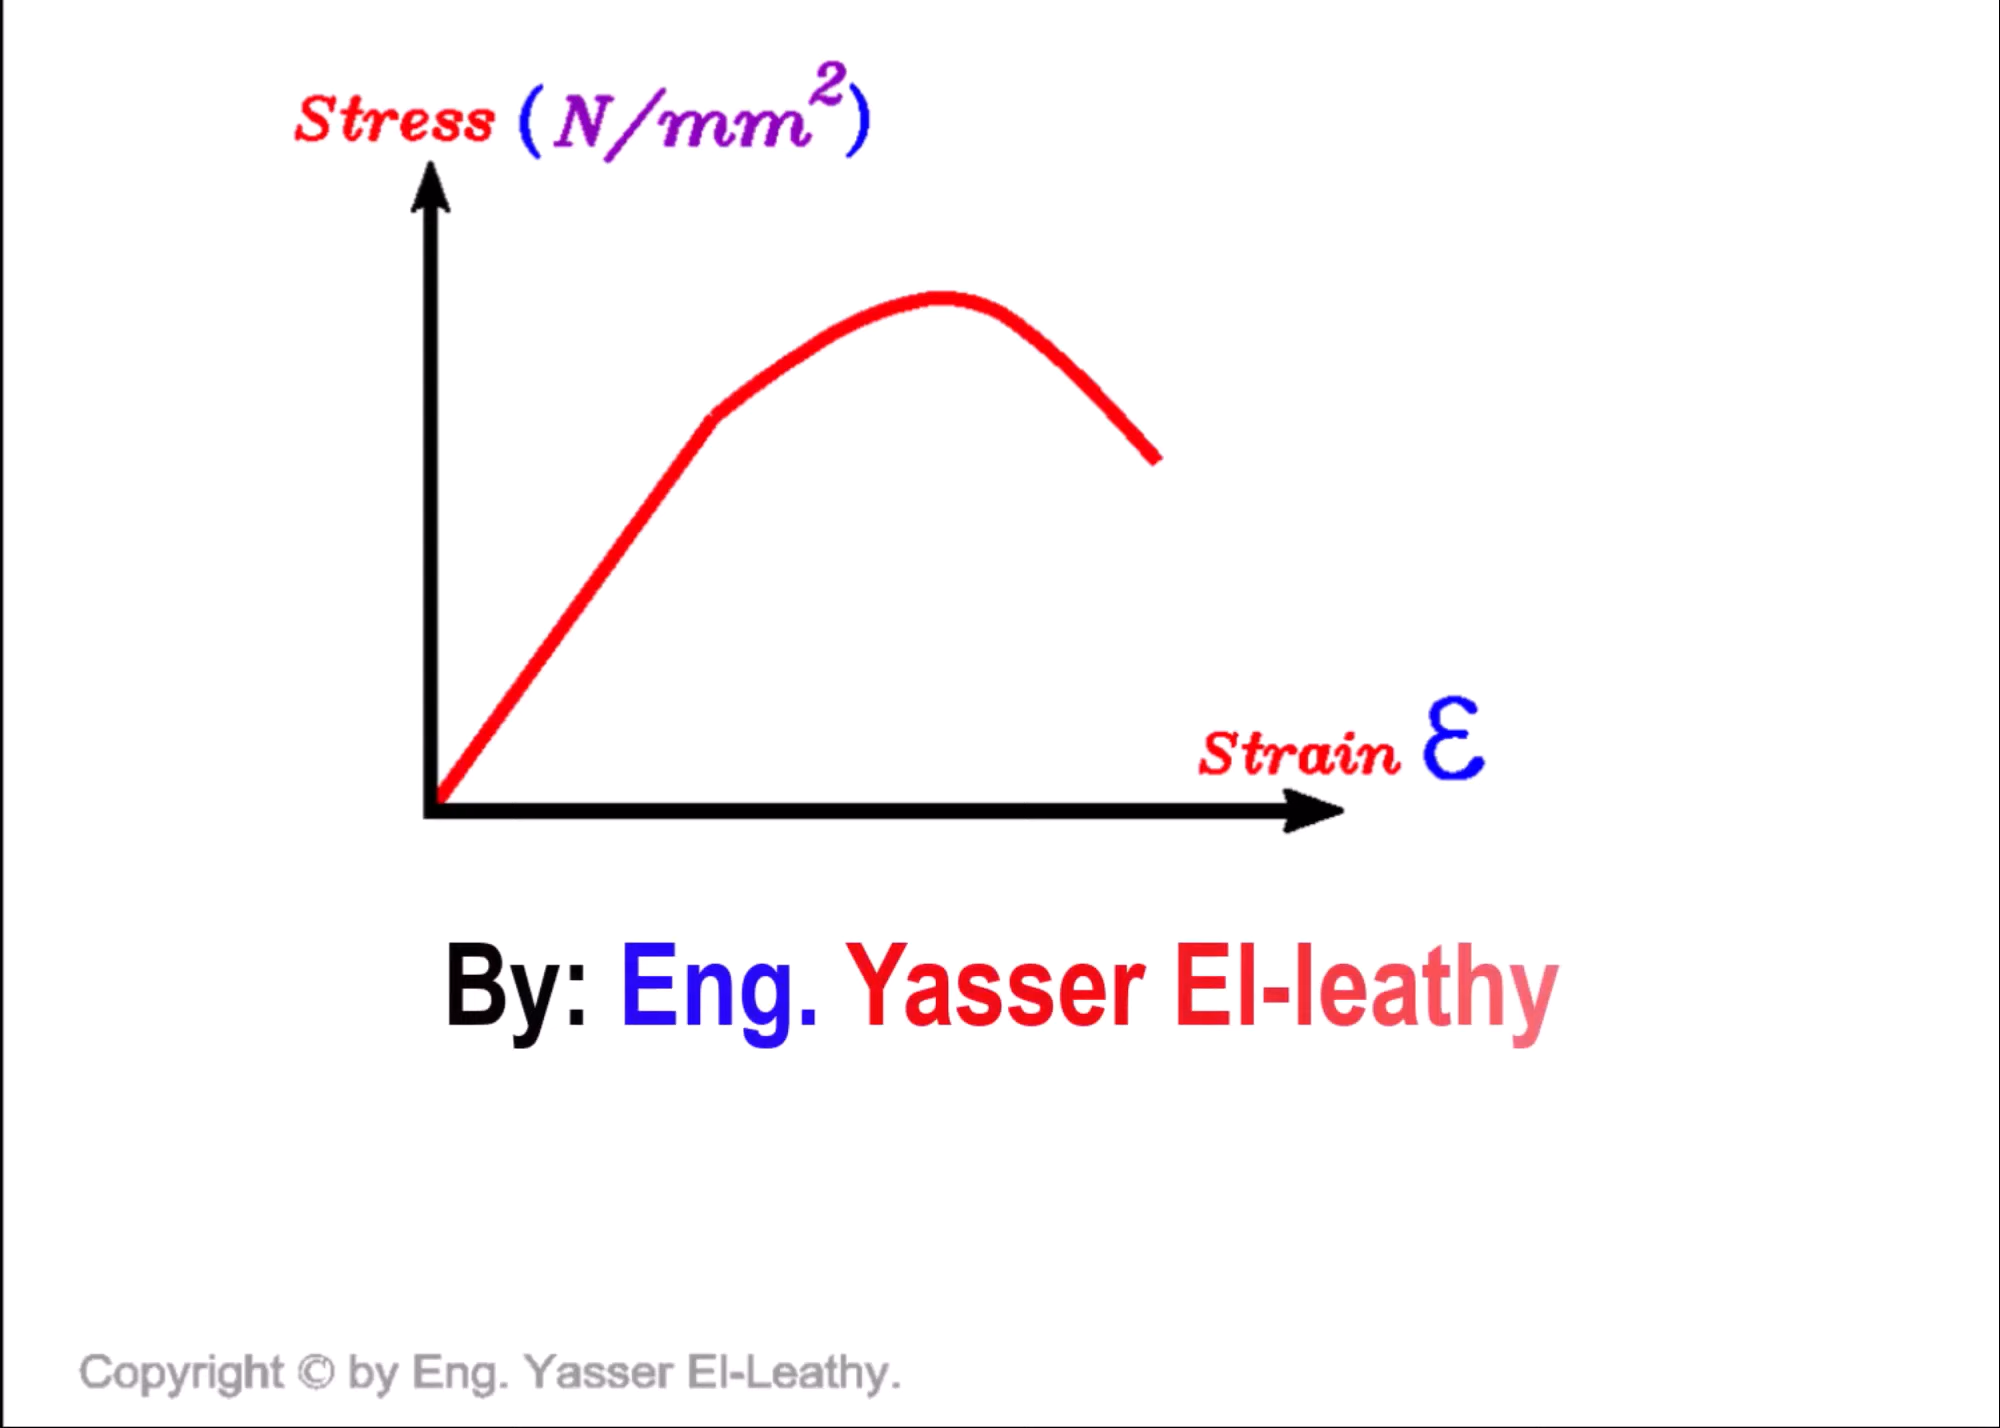 Stress (N/mm²)
Strain ε
By: Eng. Yasser El-leathy
Copyright © by Eng. Yasser El-Leathy.